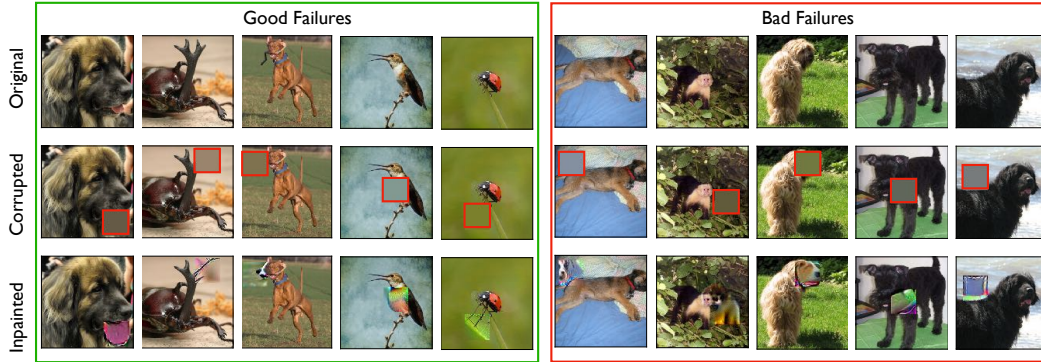 Good Failures
Bad Failures
Original
Corrupted
Inpainted